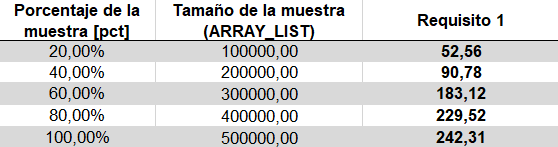 Porcentaje de la muestra [pct] Tamaño de la muestra (ARRAY_LIST) Requisito 1
20,00% 100000,00 52,56
40,00% 200000,00 90,78
60,00% 300000,00 183,12
80,00% 400000,00 229,52
100,00% 500000,00 242,31